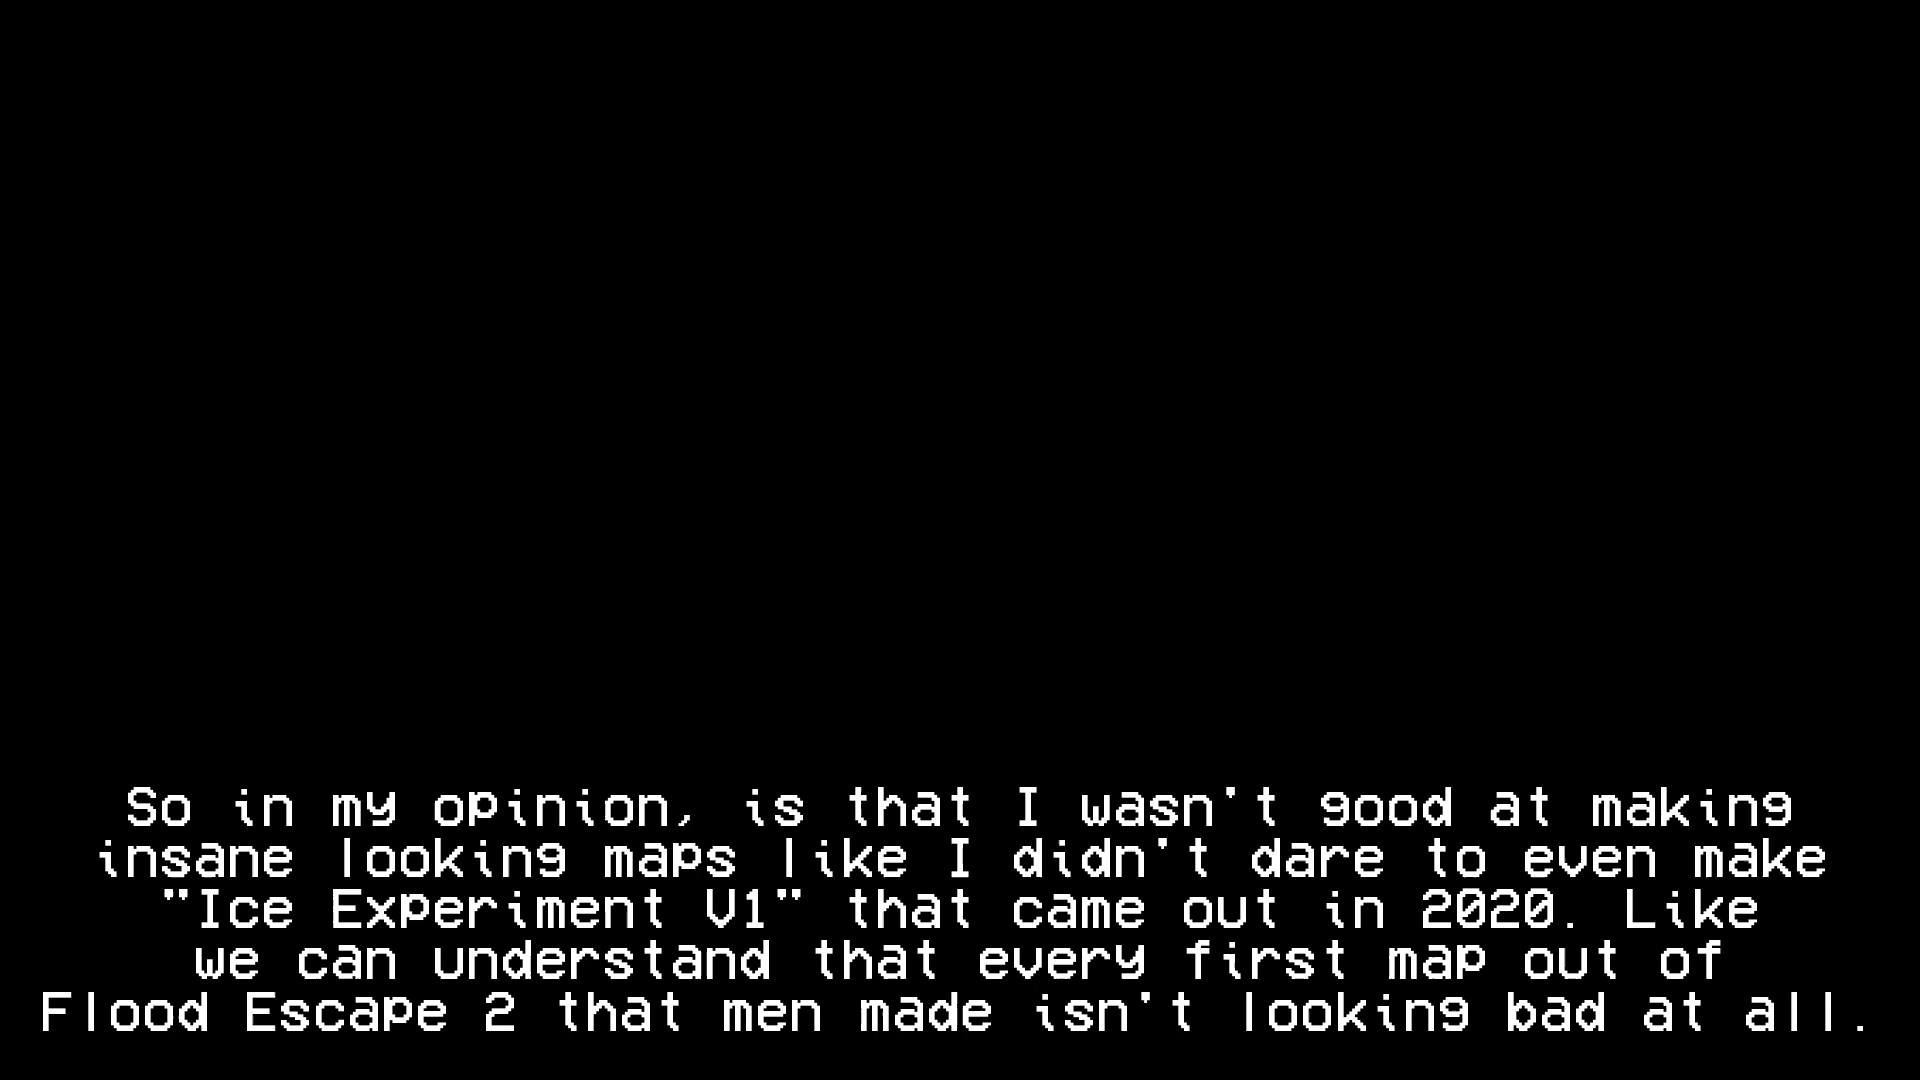 So in my opinion, is that I wasn't good at making
insane looking maps like I didn't dare to even make
"Ice Experiment V1" that came out in 2020. Like
we can understand that every first map out of
Flood Escape 2 that men made isn't looking bad at all.